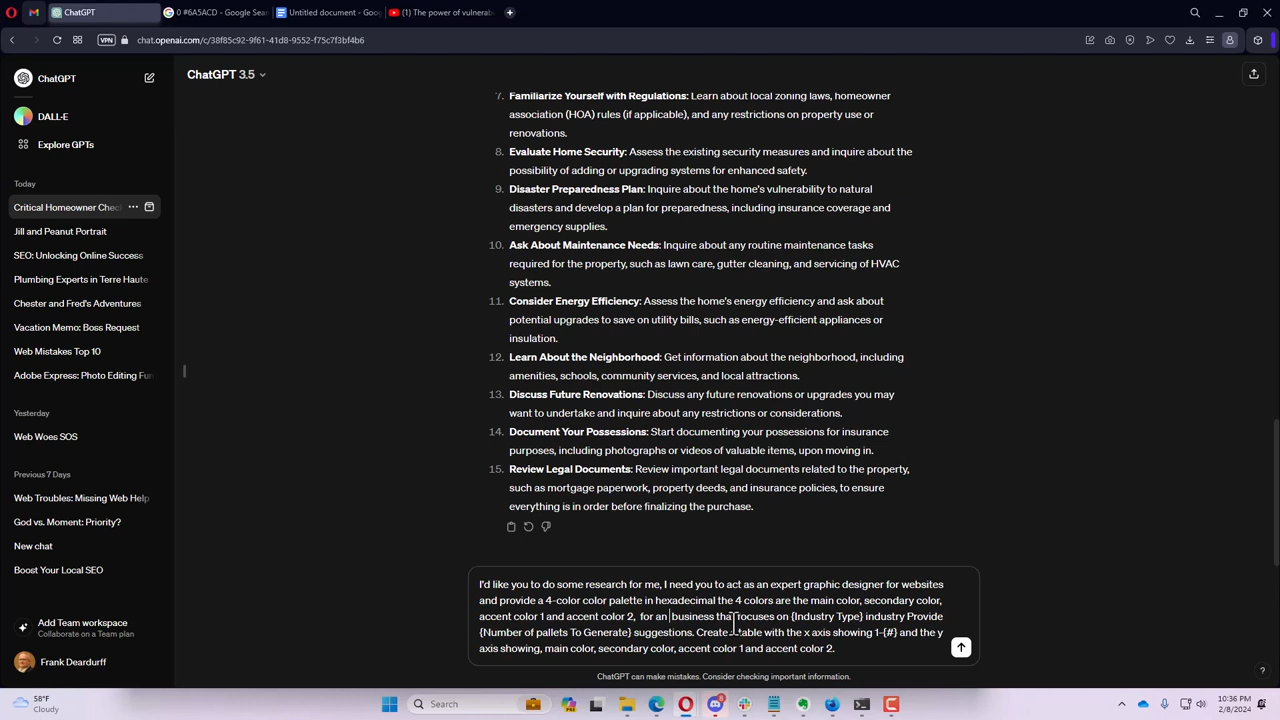 ChatGPT
0 #6A5ACD - Google Sea
Untitled document - Goog
(1) The power of vulnerab
VPN
chat.openai.com/c/38f85c92-9f61-41d8-9552-f75c7f3bf4b6
ChatGPT
DALL·E
Explore GPTs
Today
Critical Homeowner Chec
Jill and Peanut Portrait
SEO: Unlocking Online Success
Plumbing Experts in Terre Haute
Chester and Fred's Adventures
Vacation Memo: Boss Request
Web Mistakes Top 10
Adobe Express: Photo Editing Fun
Yesterday
Web Woes SOS
Previous 7 Days
Web Troubles: Missing Web Help
God vs. Moment: Priority?
New chat
Boost Your Local SEO
Add Team workspace
Collaborate on a Team plan
Frank Deardurff
ChatGPT 3.5
7. Familiarize Yourself with Regulations: Learn about local zoning laws, homeowner
association (HOA) rules (if applicable), and any restrictions on property use or
renovations.
8. Evaluate Home Security: Assess the existing security measures and inquire about the
possibility of adding or upgrading systems for enhanced safety.
9. Disaster Preparedness Plan: Inquire about the home's vulnerability to natural
disasters and develop a plan for preparedness, including insurance coverage and
emergency supplies.
10. Ask About Maintenance Needs: Inquire about any routine maintenance tasks
required for the property, such as lawn care, gutter cleaning, and servicing of HVAC
systems.
11. Consider Energy Efficiency: Assess the home's energy efficiency and ask about
potential upgrades to save on utility bills, such as energy-efficient appliances or
insulation.
12. Learn About the Neighborhood: Get information about the neighborhood, including
amenities, schools, community services, and local attractions.
13. Discuss Future Renovations: Discuss any future renovations or upgrades you may
want to undertake and inquire about any restrictions or considerations.
14. Document Your Possessions: Start documenting your possessions for insurance
purposes, including photographs or videos of valuable items, upon moving in.
15. Review Legal Documents: Review important legal documents related to the property,
such as mortgage paperwork, property deeds, and insurance policies, to ensure
everything is in order before finalizing the purchase.
I'd like you to do some research for me, I need you to act as an expert graphic designer for websites
and provide a 4-color color palette in hexadecimal the 4 colors are the main color, secondary color,
accent color 1 and accent color 2, for an business that focuses on {Industry Type} industry Provide
{Number of pallets To Generate} suggestions. Create table with the x axis showing 1-{#} and the y
axis showing, main color, secondary color, accent color 1 and accent color 2.
ChatGPT can make mistakes. Consider checking important information.
?
58°F
Cloudy
Search
10:36 PM
2/8/2024